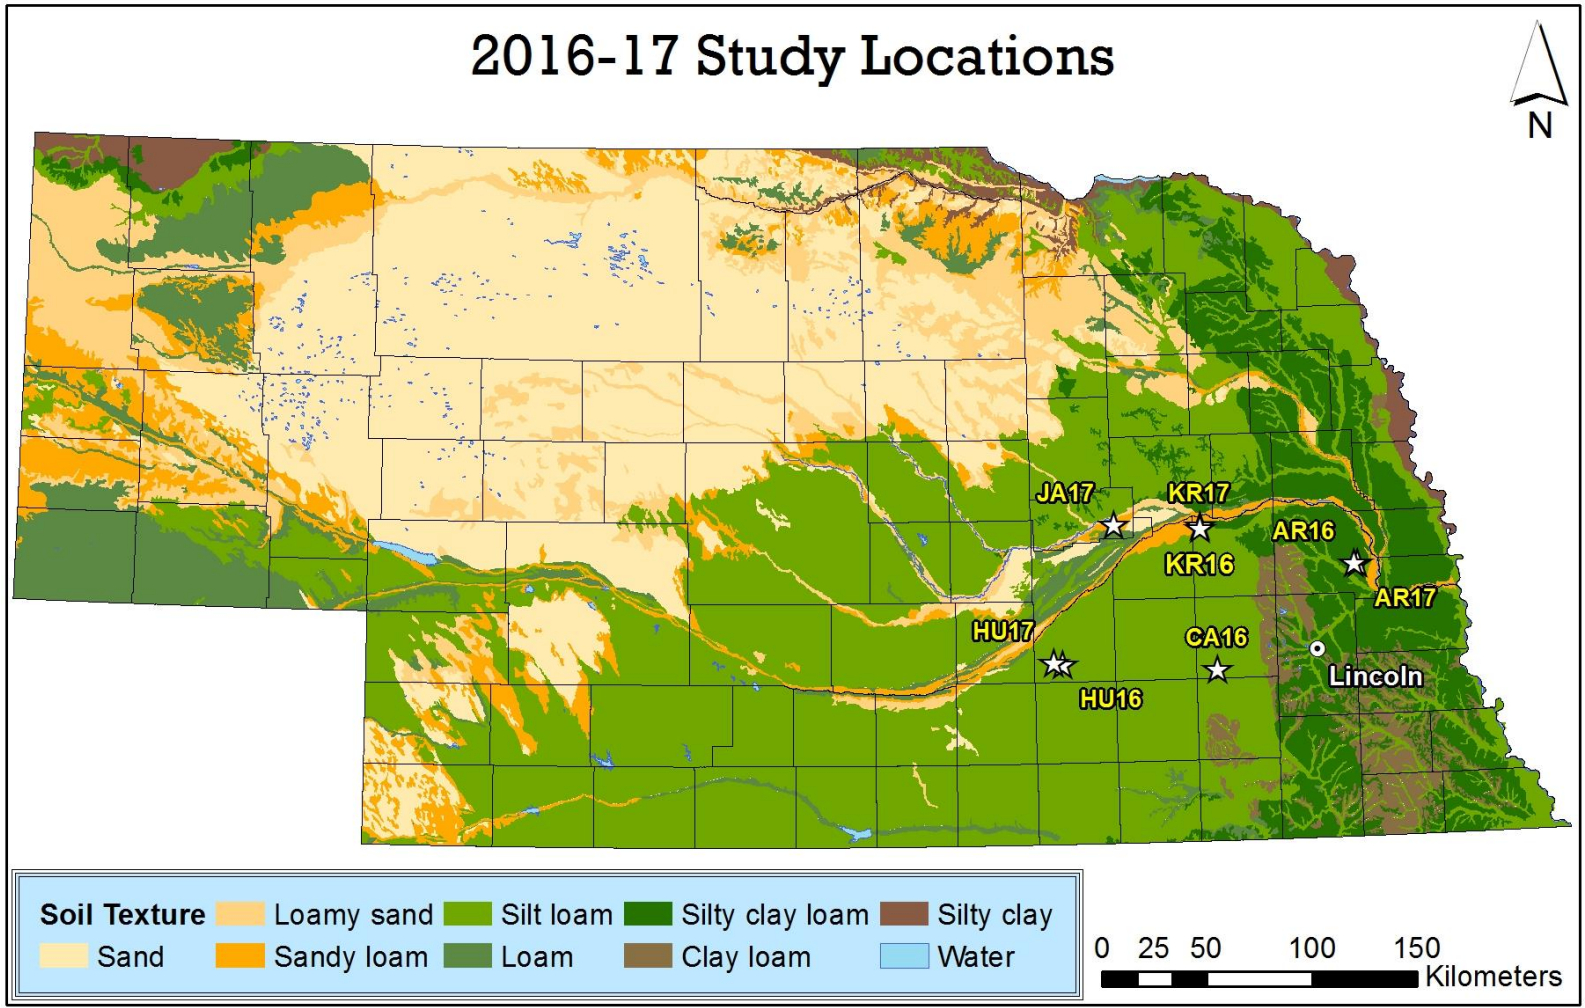 2016-17 Study Locations
N
JA17
KR17
AR16
KR16
AR17
HU17
CA16
Lincoln
HU16
Soil Texture
Loamy sand
Silt loam
Silty clay loam
Silty clay
Sand
Sandy loam
Loam
Clay loam
Water
0 25 50 100 150
Kilometers